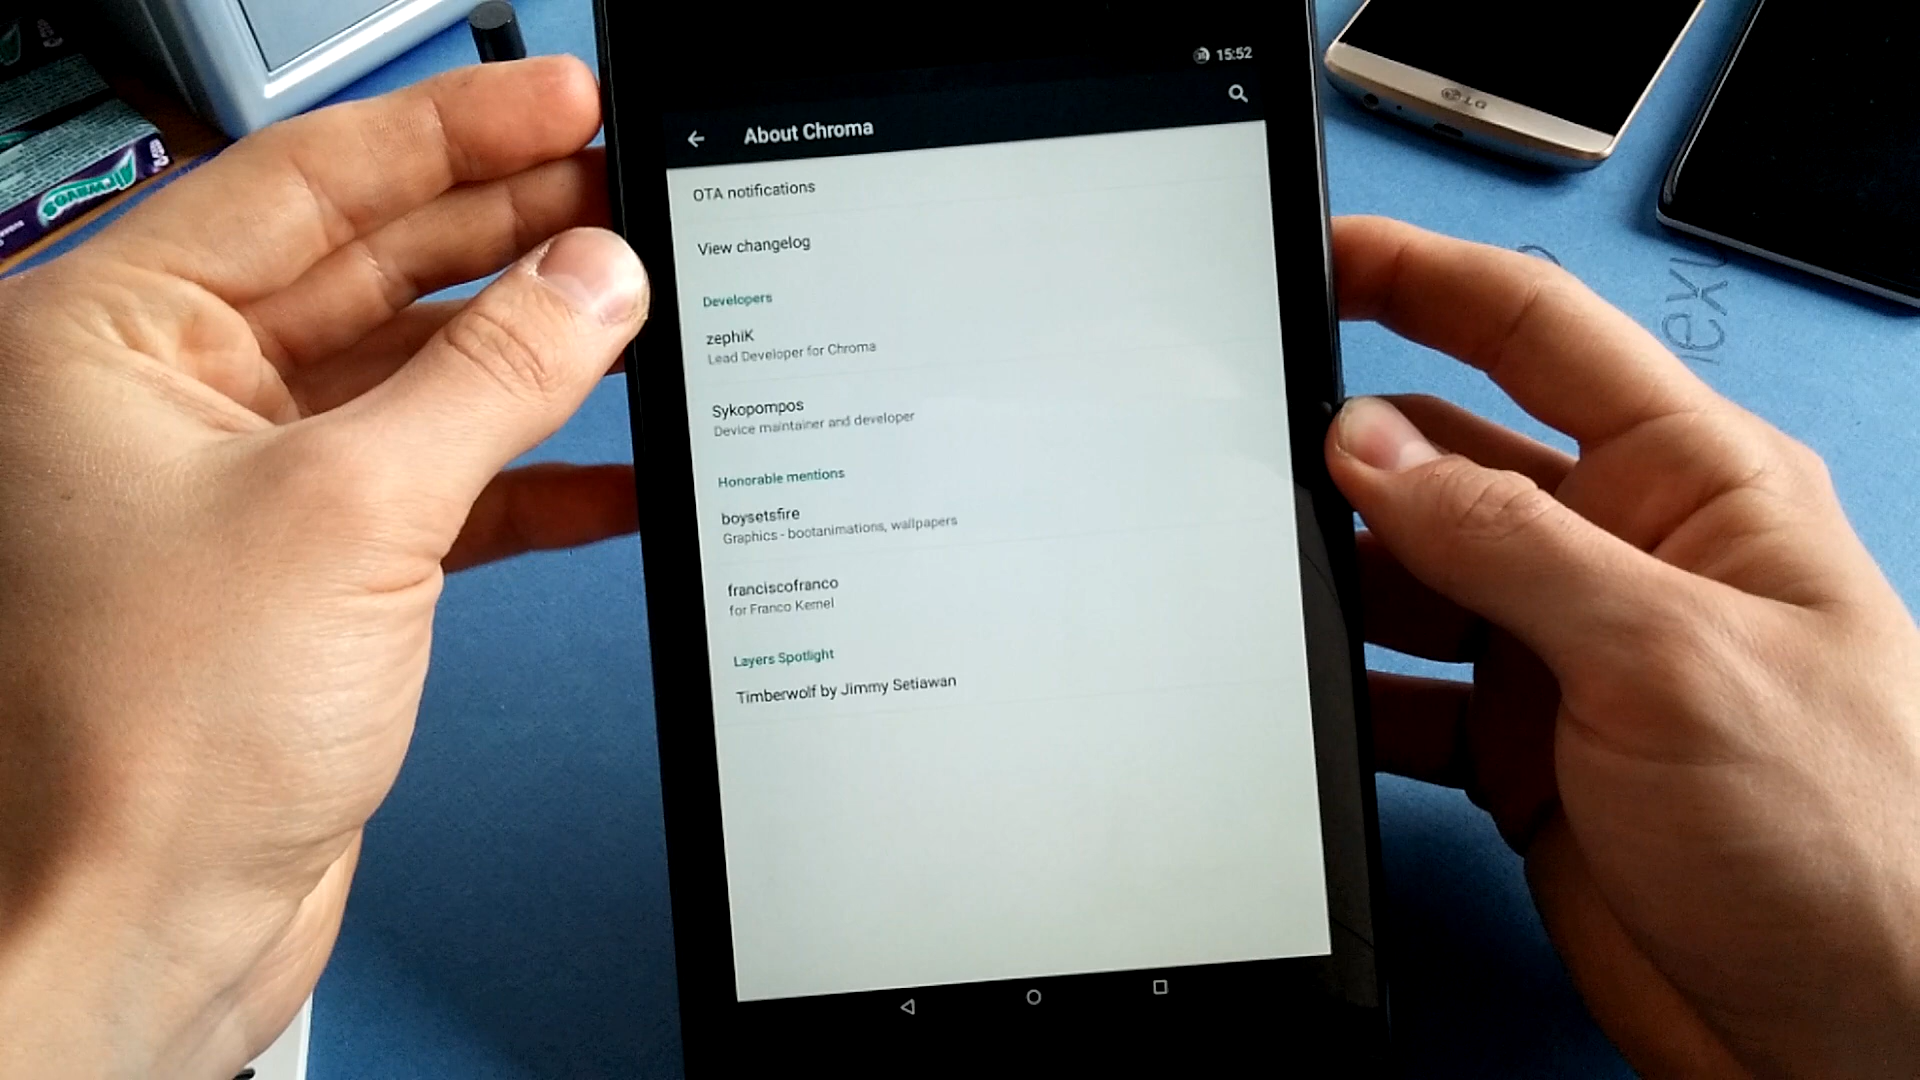 15:52
About Chroma
OTA notifications
View changelog
Developers
zephiK
Lead Developer for Chroma
Sykopompos
Device maintainer and developer
Honorable mentions
boysetsfire
Graphics - bootanimations, wallpapers
franciscofranco
for Franco Kernel
Layers Spotlight
Timberwolf by Jimmy Setiawan
LG
Airwaves